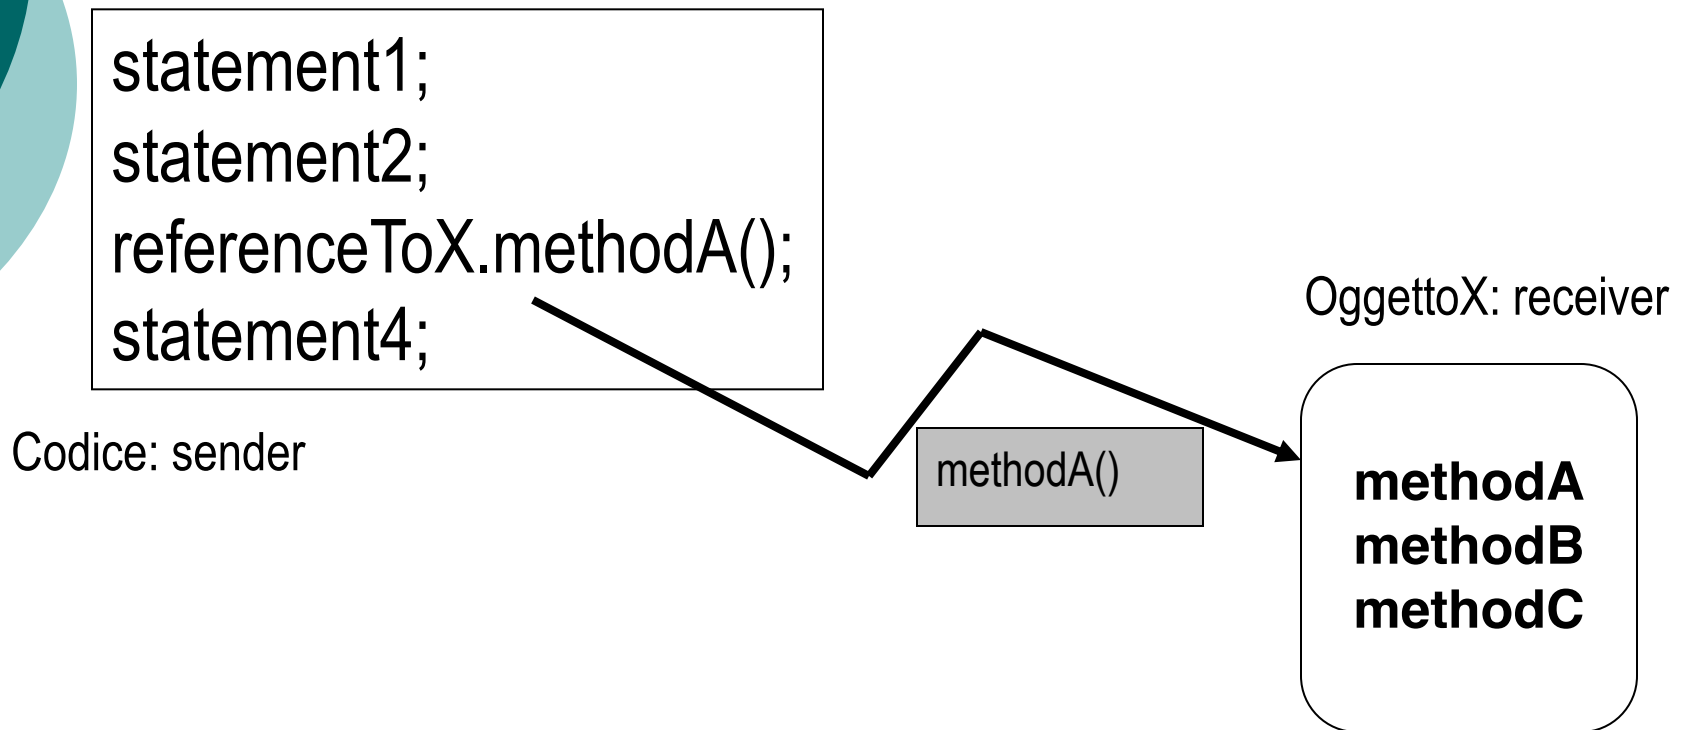 statement1;
statement2;
referenceToX.methodA();
statement4;
Codice: sender
methodA()
OggettoX: receiver
methodA
methodB
methodC